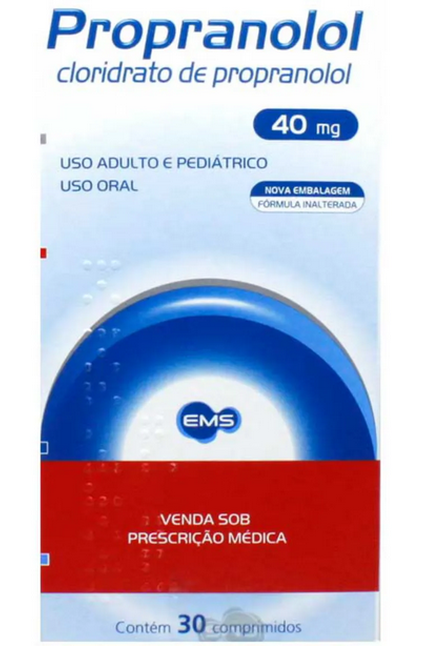 Propranolol
cloridrato de propranolol
40 mg
USO ADULTO E PEDIÁTRICO
USO ORAL
NOVA EMBALAGEM
FÓRMULA INALTERADA
EMS
VENDA SOB
PRESCRIÇÃO MÉDICA
Contém 30 comprimidos